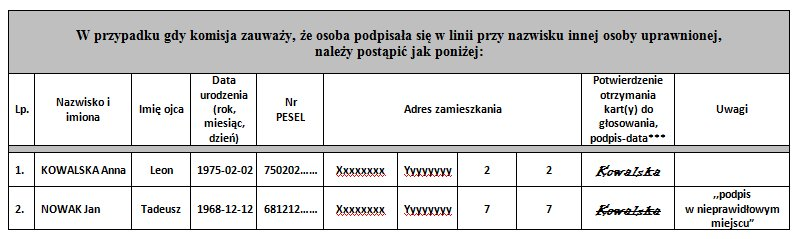 W przypadku gdy komisja zauważy, że osoba podpisała się w linii przy nazwisku innej osoby uprawnionej,
należy postąpić jak poniżej:
Lp. Nazwisko i imiona Imię ojca Data urodzenia (rok, miesiąc, dzień) Nr PESEL Adres zamieszkania Potwierdzenie otrzymania kart(y) do głosowania, podpis-data*** Uwagi
1. KOWALSKA Anna Leon 1975-02-02 750202...... Xxxxxxxx Yyyyyyyy 2 2 Kowalska
2. NOWAK Jan Tadeusz 1968-12-12 681212...... Xxxxxxxx Yyyyyyyy 7 7 Kowalska „podpis w nieprawidłowym miejscu”